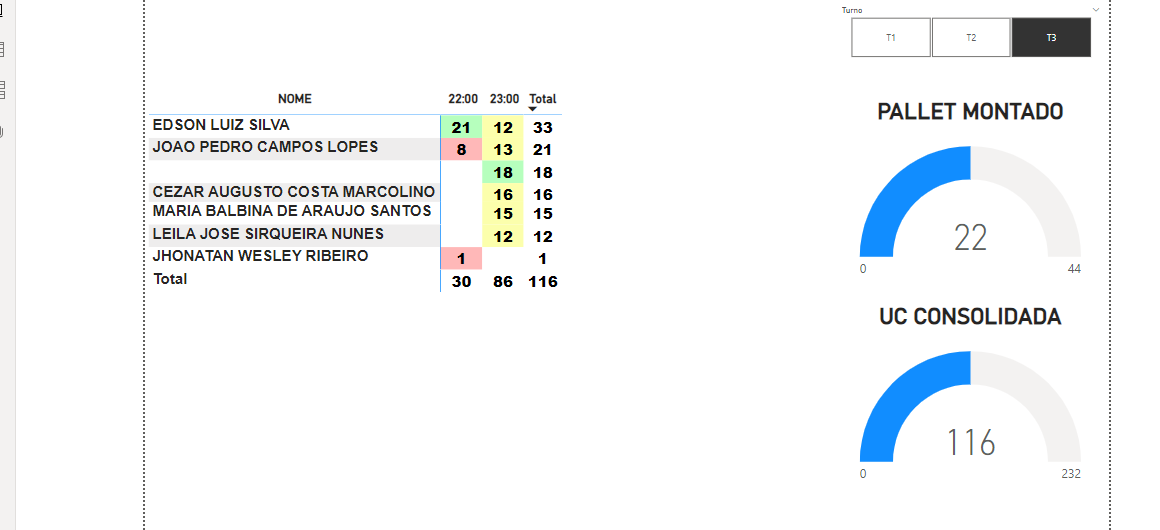 Turno
T1 T2 T3
NOME 22:00 23:00 Total
EDSON LUIZ SILVA 21 12 33
JOAO PEDRO CAMPOS LOPES 8 13 21
18 18
CEZAR AUGUSTO COSTA MARCOLINO 16 16
MARIA BALBINA DE ARAUJO SANTOS 15 15
LEILA JOSE SIRQUEIRA NUNES 12 12
JHONATAN WESLEY RIBEIRO 1 1
Total 30 86 116
PALLET MONTADO
22
0 44
UC CONSOLIDADA
116
0 232